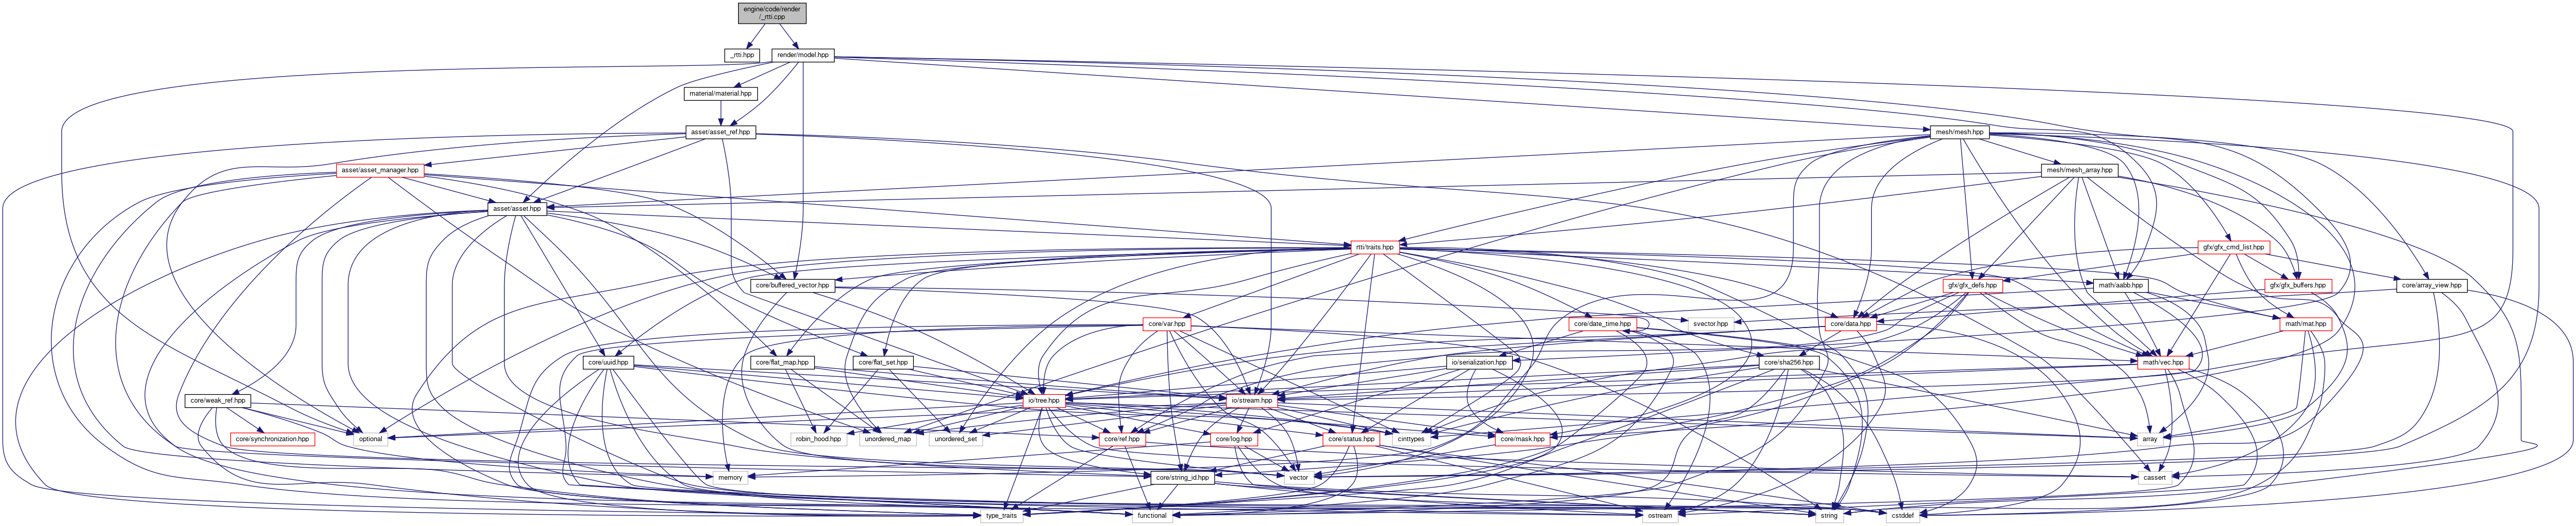 engine/code/render
/_rtti.cpp
_rtti.hpp
render/model.hpp
material/material.hpp
asset/asset_ref.hpp
mesh/mesh.hpp
asset/asset_manager.hpp
mesh/mesh_array.hpp
asset/asset.hpp
rtti/traits.hpp
gfx/gfx_cmd_list.hpp
core/buffered_vector.hpp
gfx/gfx_defs.hpp
math/aabb.hpp
gfx/gfx_buffers.hpp
core/array_view.hpp
core/var.hpp
core/date_time.hpp
svector.hpp
core/data.hpp
math/mat.hpp
core/uuid.hpp
core/flat_map.hpp
core/flat_set.hpp
io/serialization.hpp
core/sha256.hpp
math/vec.hpp
core/weak_ref.hpp
io/tree.hpp
io/stream.hpp
core/synchronization.hpp
optional
robin_hood.hpp
unordered_map
unordered_set
core/ref.hpp
core/log.hpp
core/status.hpp
cinttypes
core/mask.hpp
array
memory
core/string_id.hpp
vector
cassert
type_traits
functional
ostream
string
cstddef